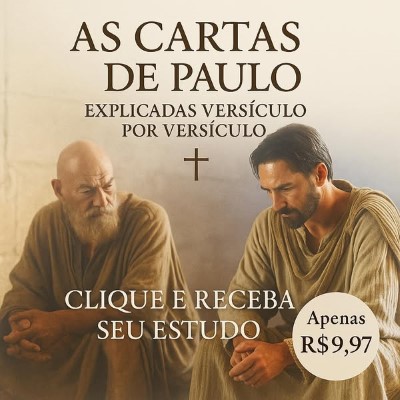 AS CARTAS
DE PAULO
EXPLICADAS VERSÍCULO
POR VERSÍCULO
CLIQUE E RECEBA
SEU ESTUDO
Apenas
R$9,97